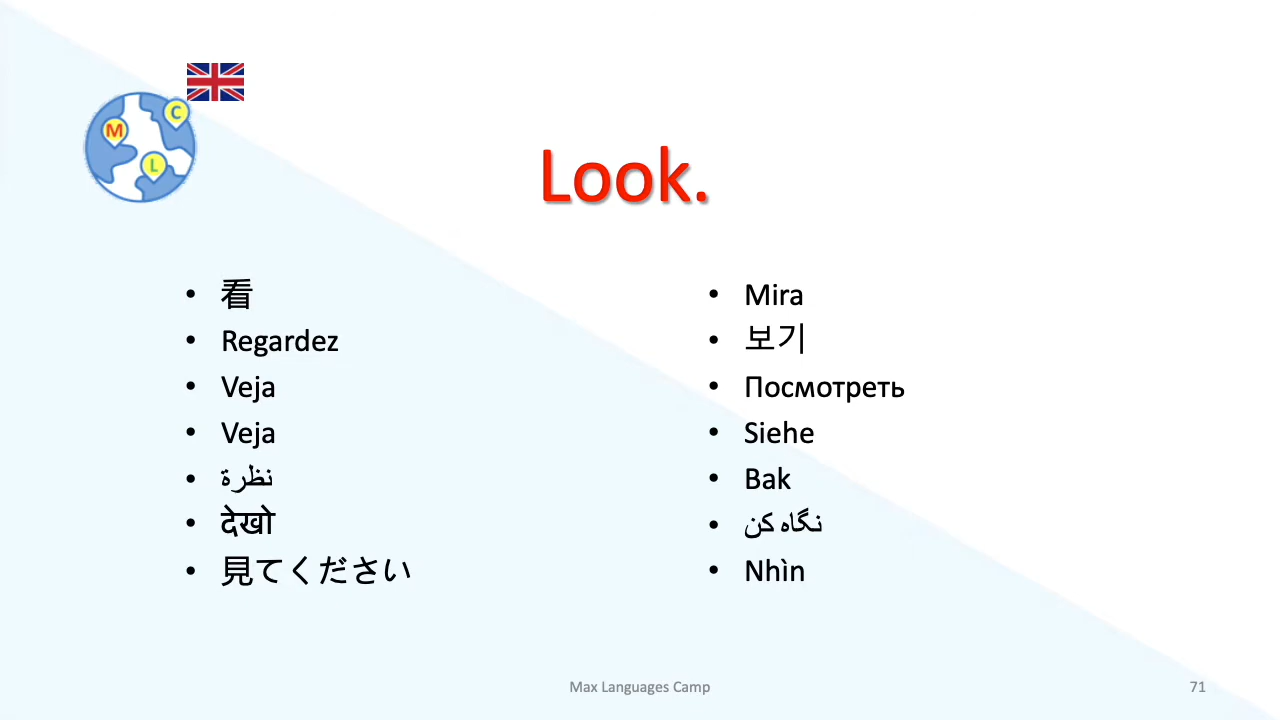 C
M
L
Look.
看
Regardez
Veja
Veja
نظرة
देखो
見てください
Mira
보기
Посмотреть
Siehe
Bak
نگاه کن
Nhìn
Max Languages Camp
71